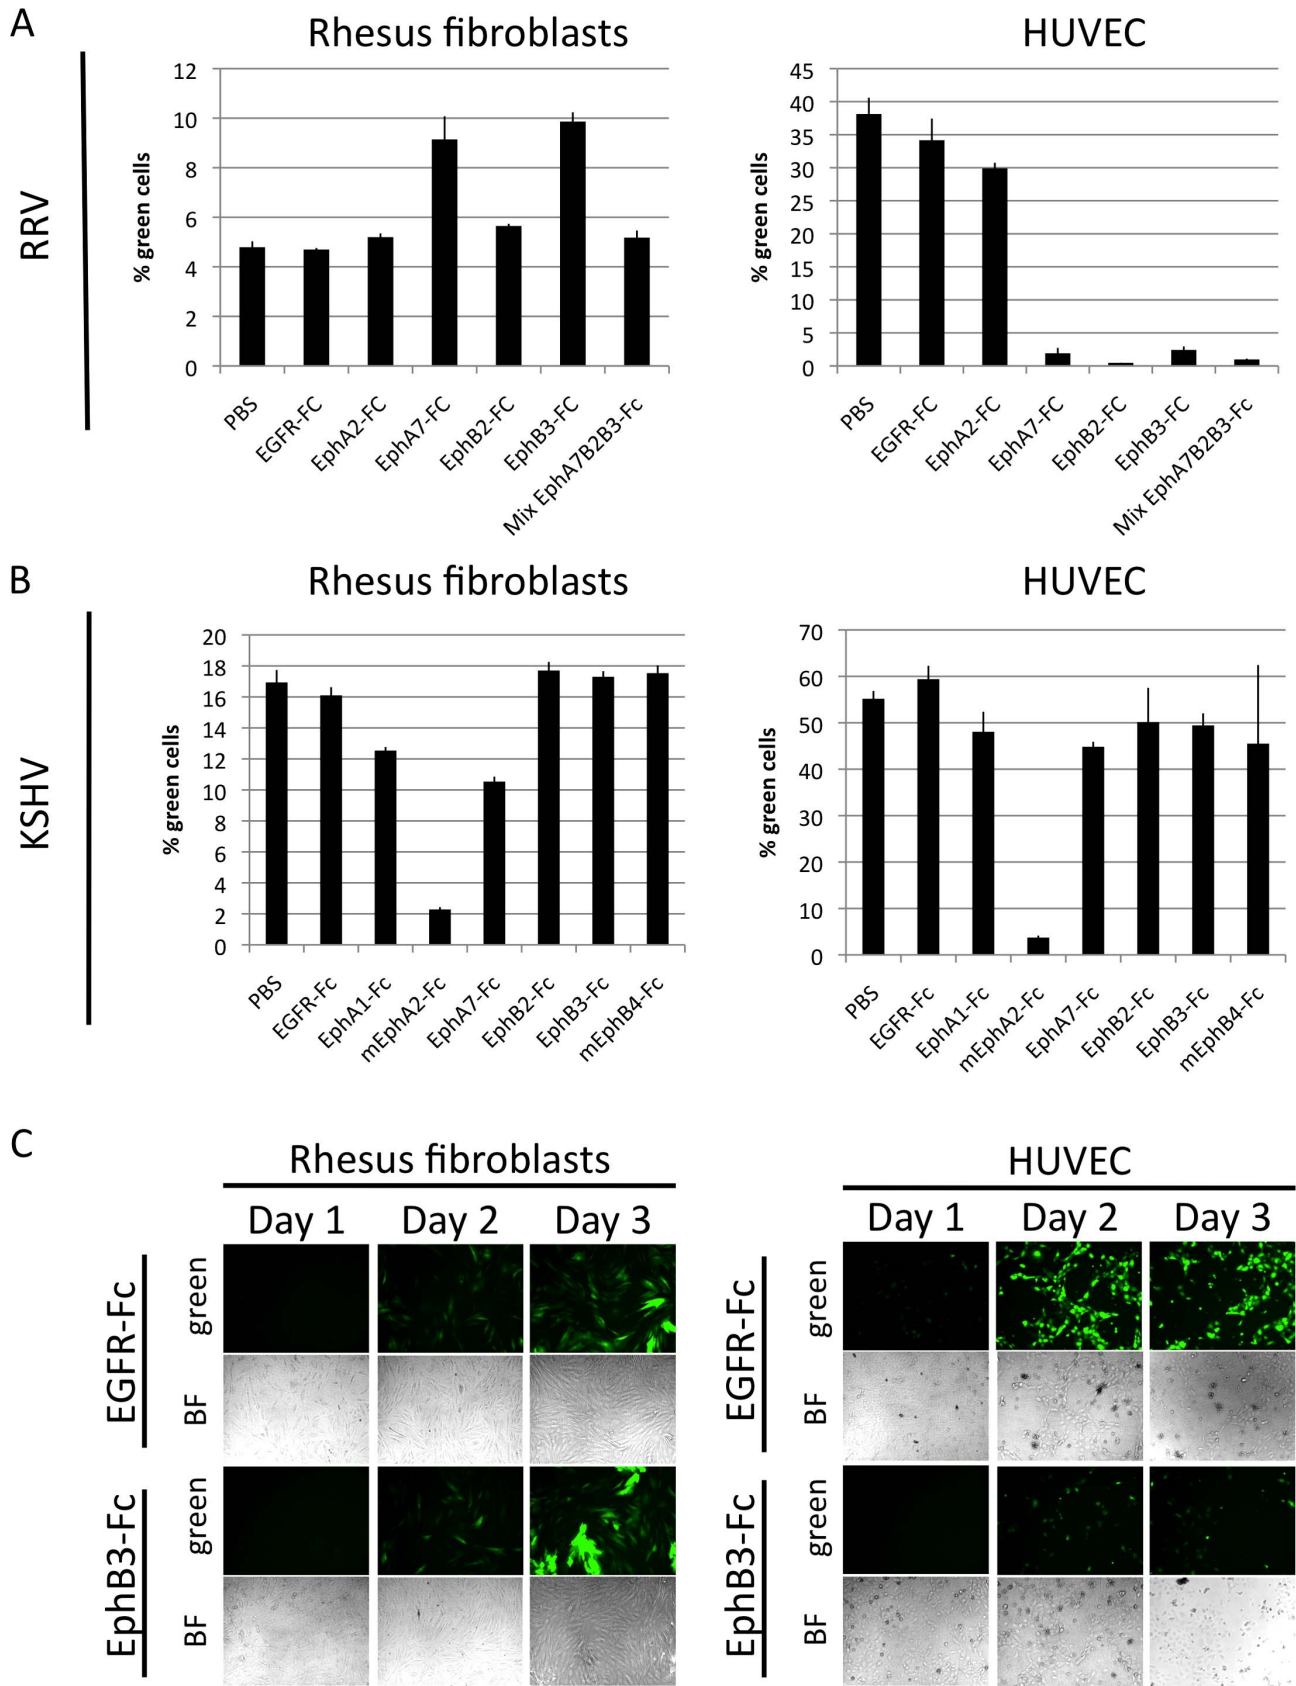 A
Rhesus fibroblasts
HUVEC
RRV
% green cells
12
10
8
6
4
2
0
PBS
EGFR-FC
EphA2-FC
EphA7-FC
EphB2-FC
EphB3-FC
Mix EphA7B2B3-Fc
% green cells
45
40
35
30
25
20
15
10
5
0
PBS
EGFR-FC
EphA2-FC
EphA7-FC
EphB2-FC
EphB3-FC
Mix EphA7B2B3-Fc
B
Rhesus fibroblasts
HUVEC
KSHV
% green cells
20
18
16
14
12
10
8
6
4
2
0
PBS
EGFR-Fc
EphA1-Fc
mEphA2-Fc
EphA7-Fc
EphB2-Fc
EphB3-Fc
mEphB4-Fc
% green cells
70
60
50
40
30
20
10
0
PBS
EGFR-Fc
EphA1-Fc
mEphA2-Fc
EphA7-Fc
EphB2-Fc
EphB3-Fc
mEphB4-Fc
C
Rhesus fibroblasts
HUVEC
Day 1 Day 2 Day 3
Day 1 Day 2 Day 3
EGFR-Fc
green
BF
EphB3-Fc
green
BF
EGFR-Fc
green
BF
EphB3-Fc
green
BF